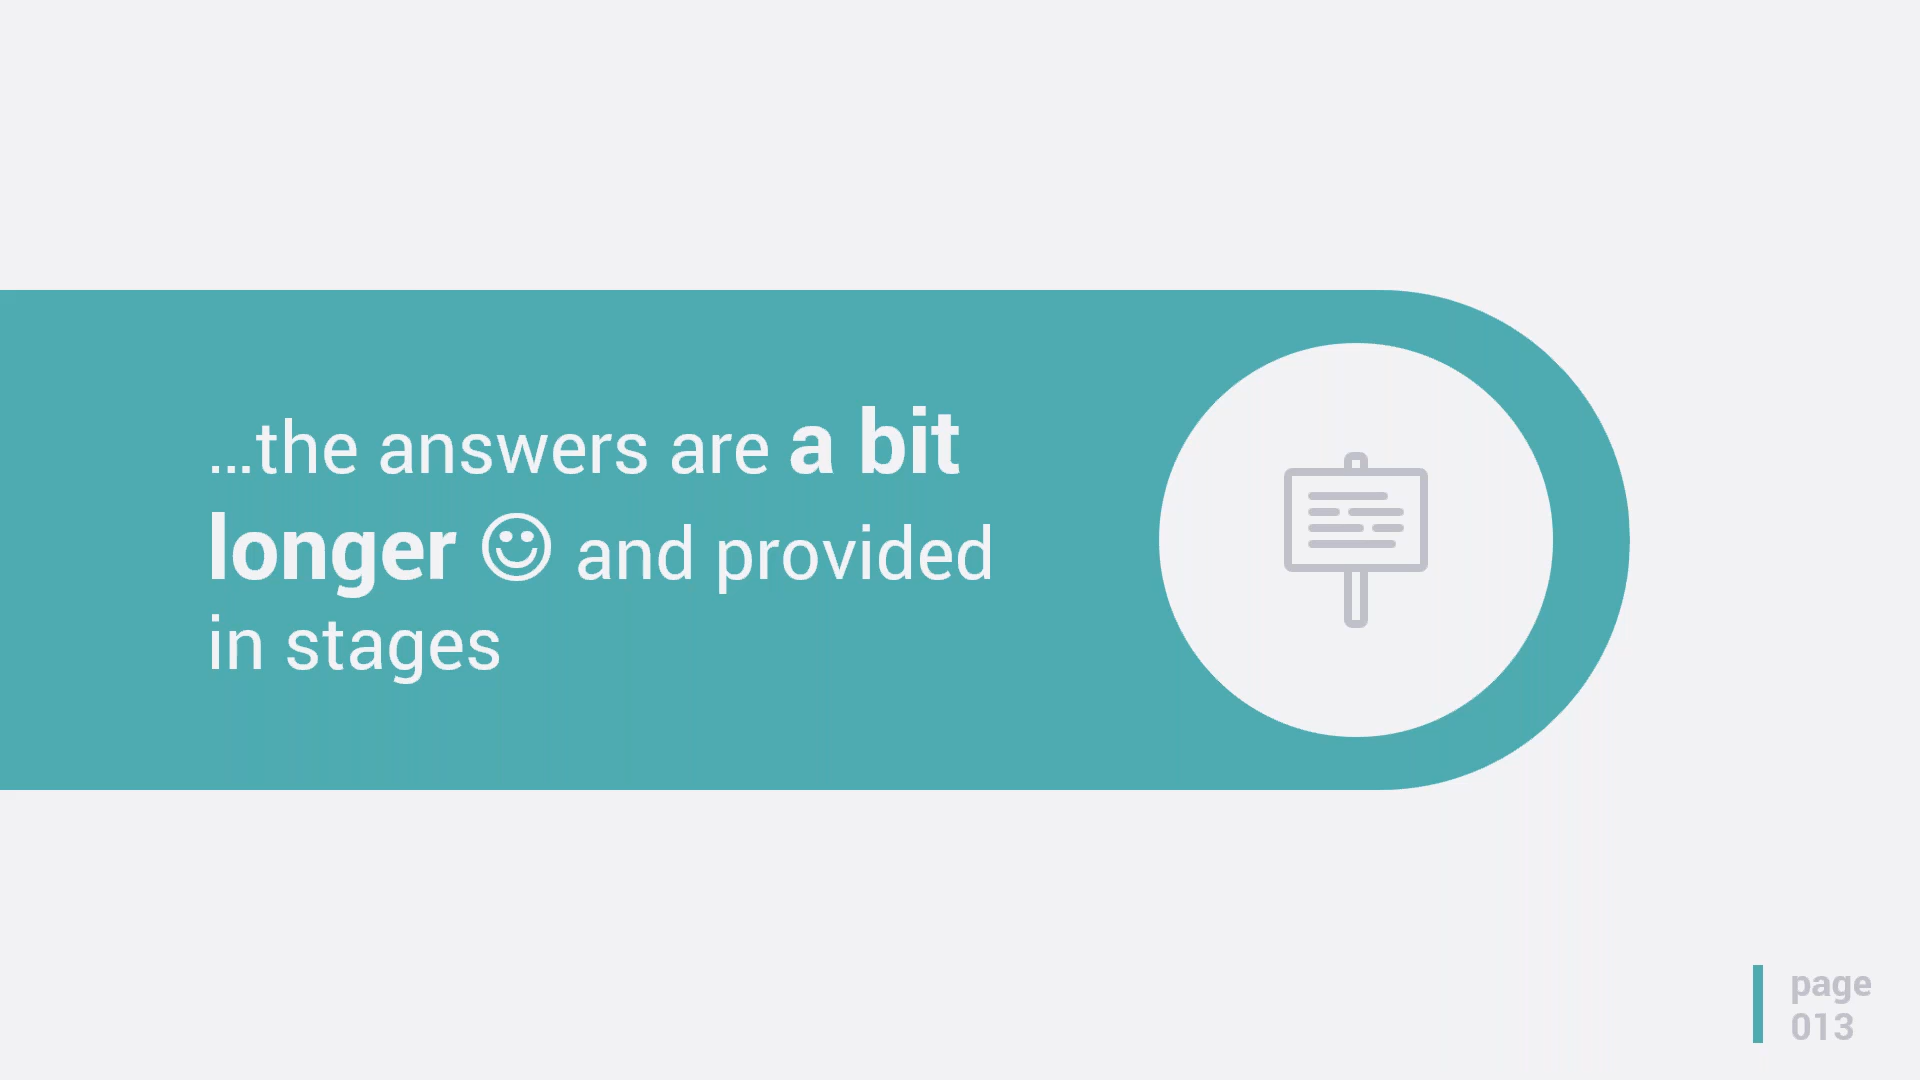 …the answers are a bit
longer ☺ and provided
in stages
page
013